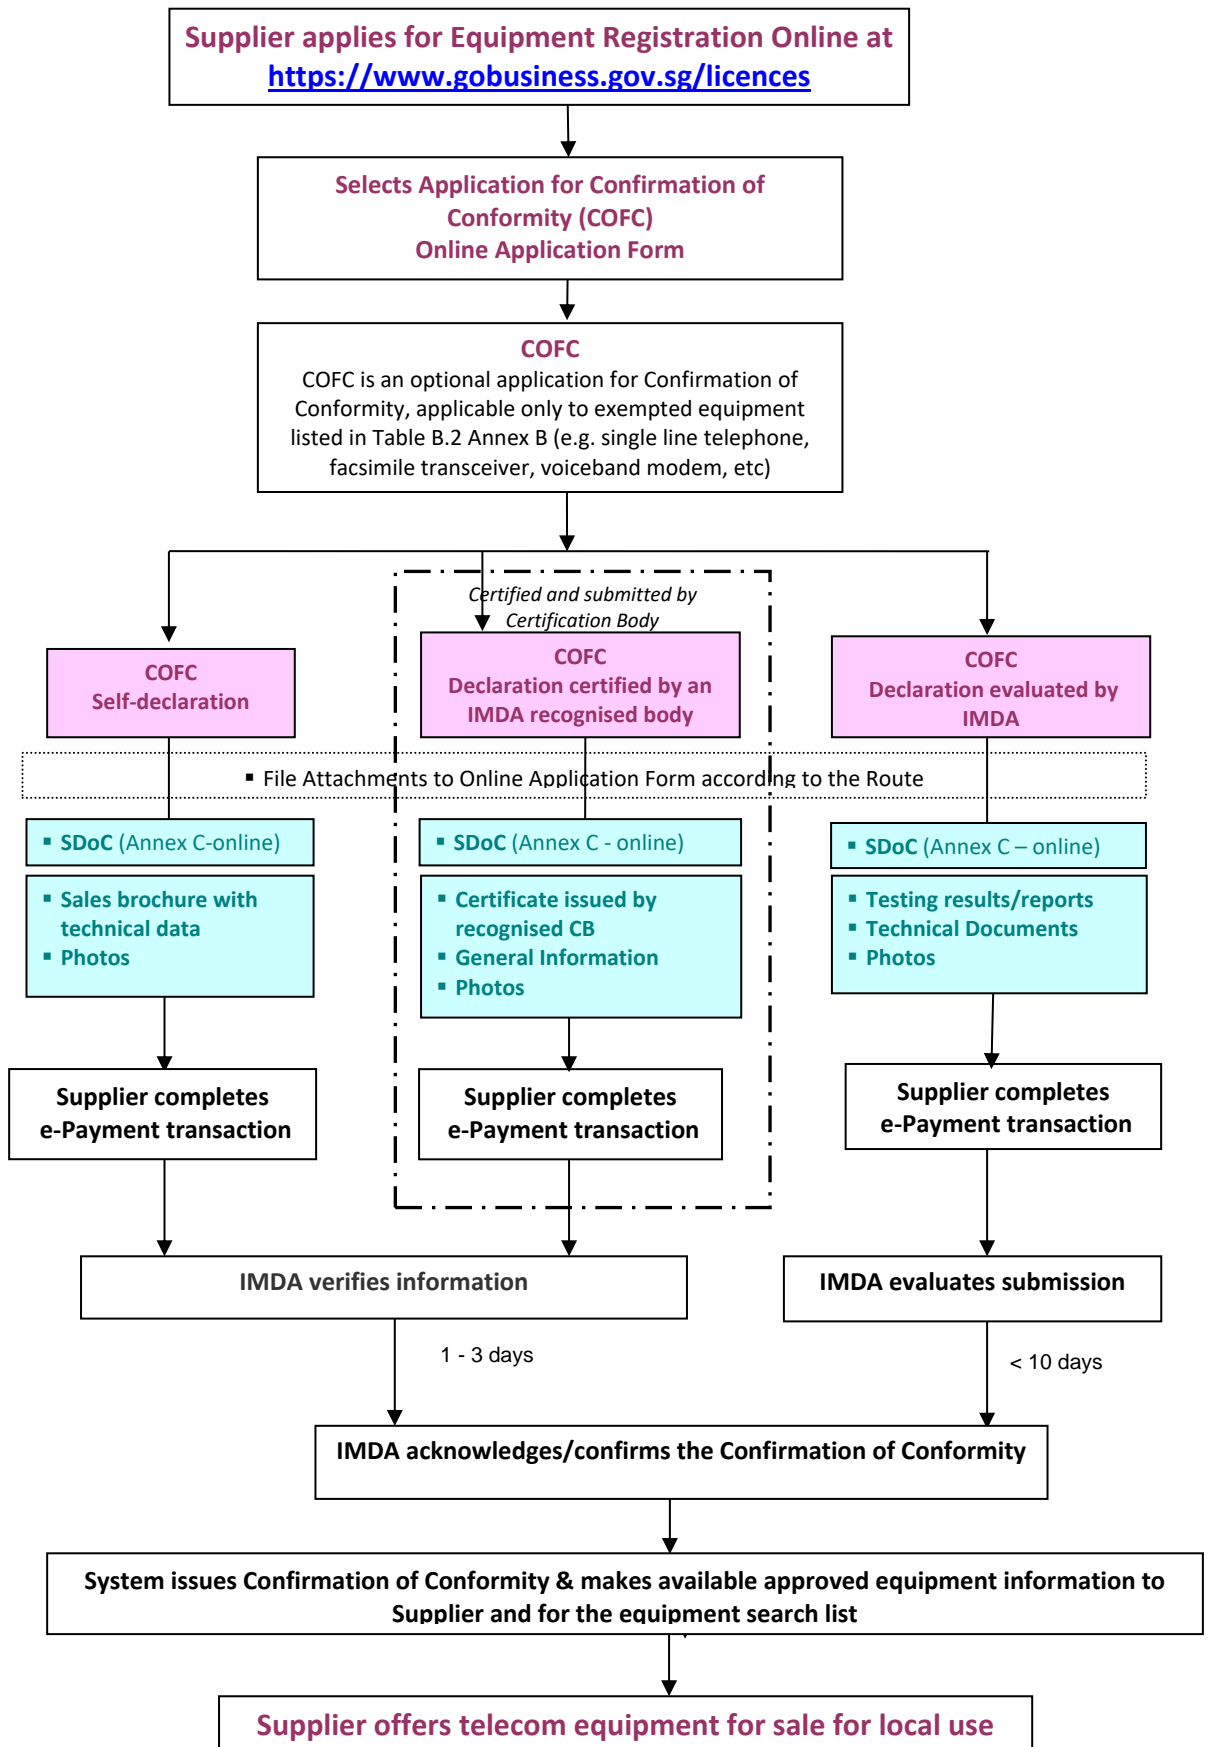 Supplier applies for Equipment Registration Online at
https://www.gobusiness.gov.sg/licences
Selects Application for Confirmation of
Conformity (COFC)
Online Application Form
COFC
COFC is an optional application for Confirmation of
Conformity, applicable only to exempted equipment
listed in Table B.2 Annex B (e.g. single line telephone,
facsimile transceiver, voiceband modem, etc)
Certified and submitted by
Certification Body
COFC
Self-declaration
COFC
Declaration certified by an
IMDA recognised body
COFC
Declaration evaluated by
IMDA
▪ File Attachments to Online Application Form according to the Route
▪ SDoC (Annex C-online)
▪ Sales brochure with
technical data
▪ Photos
▪ SDoC (Annex C - online)
▪ Certificate issued by
recognised CB
▪ General Information
▪ Photos
▪ SDoC (Annex C – online)
▪ Testing results/reports
▪ Technical Documents
▪ Photos
Supplier completes
e-Payment transaction
Supplier completes
e-Payment transaction
Supplier completes
e-Payment transaction
IMDA verifies information
IMDA evaluates submission
1 - 3 days
< 10 days
IMDA acknowledges/confirms the Confirmation of Conformity
System issues Confirmation of Conformity & makes available approved equipment information to
Supplier and for the equipment search list
Supplier offers telecom equipment for sale for local use